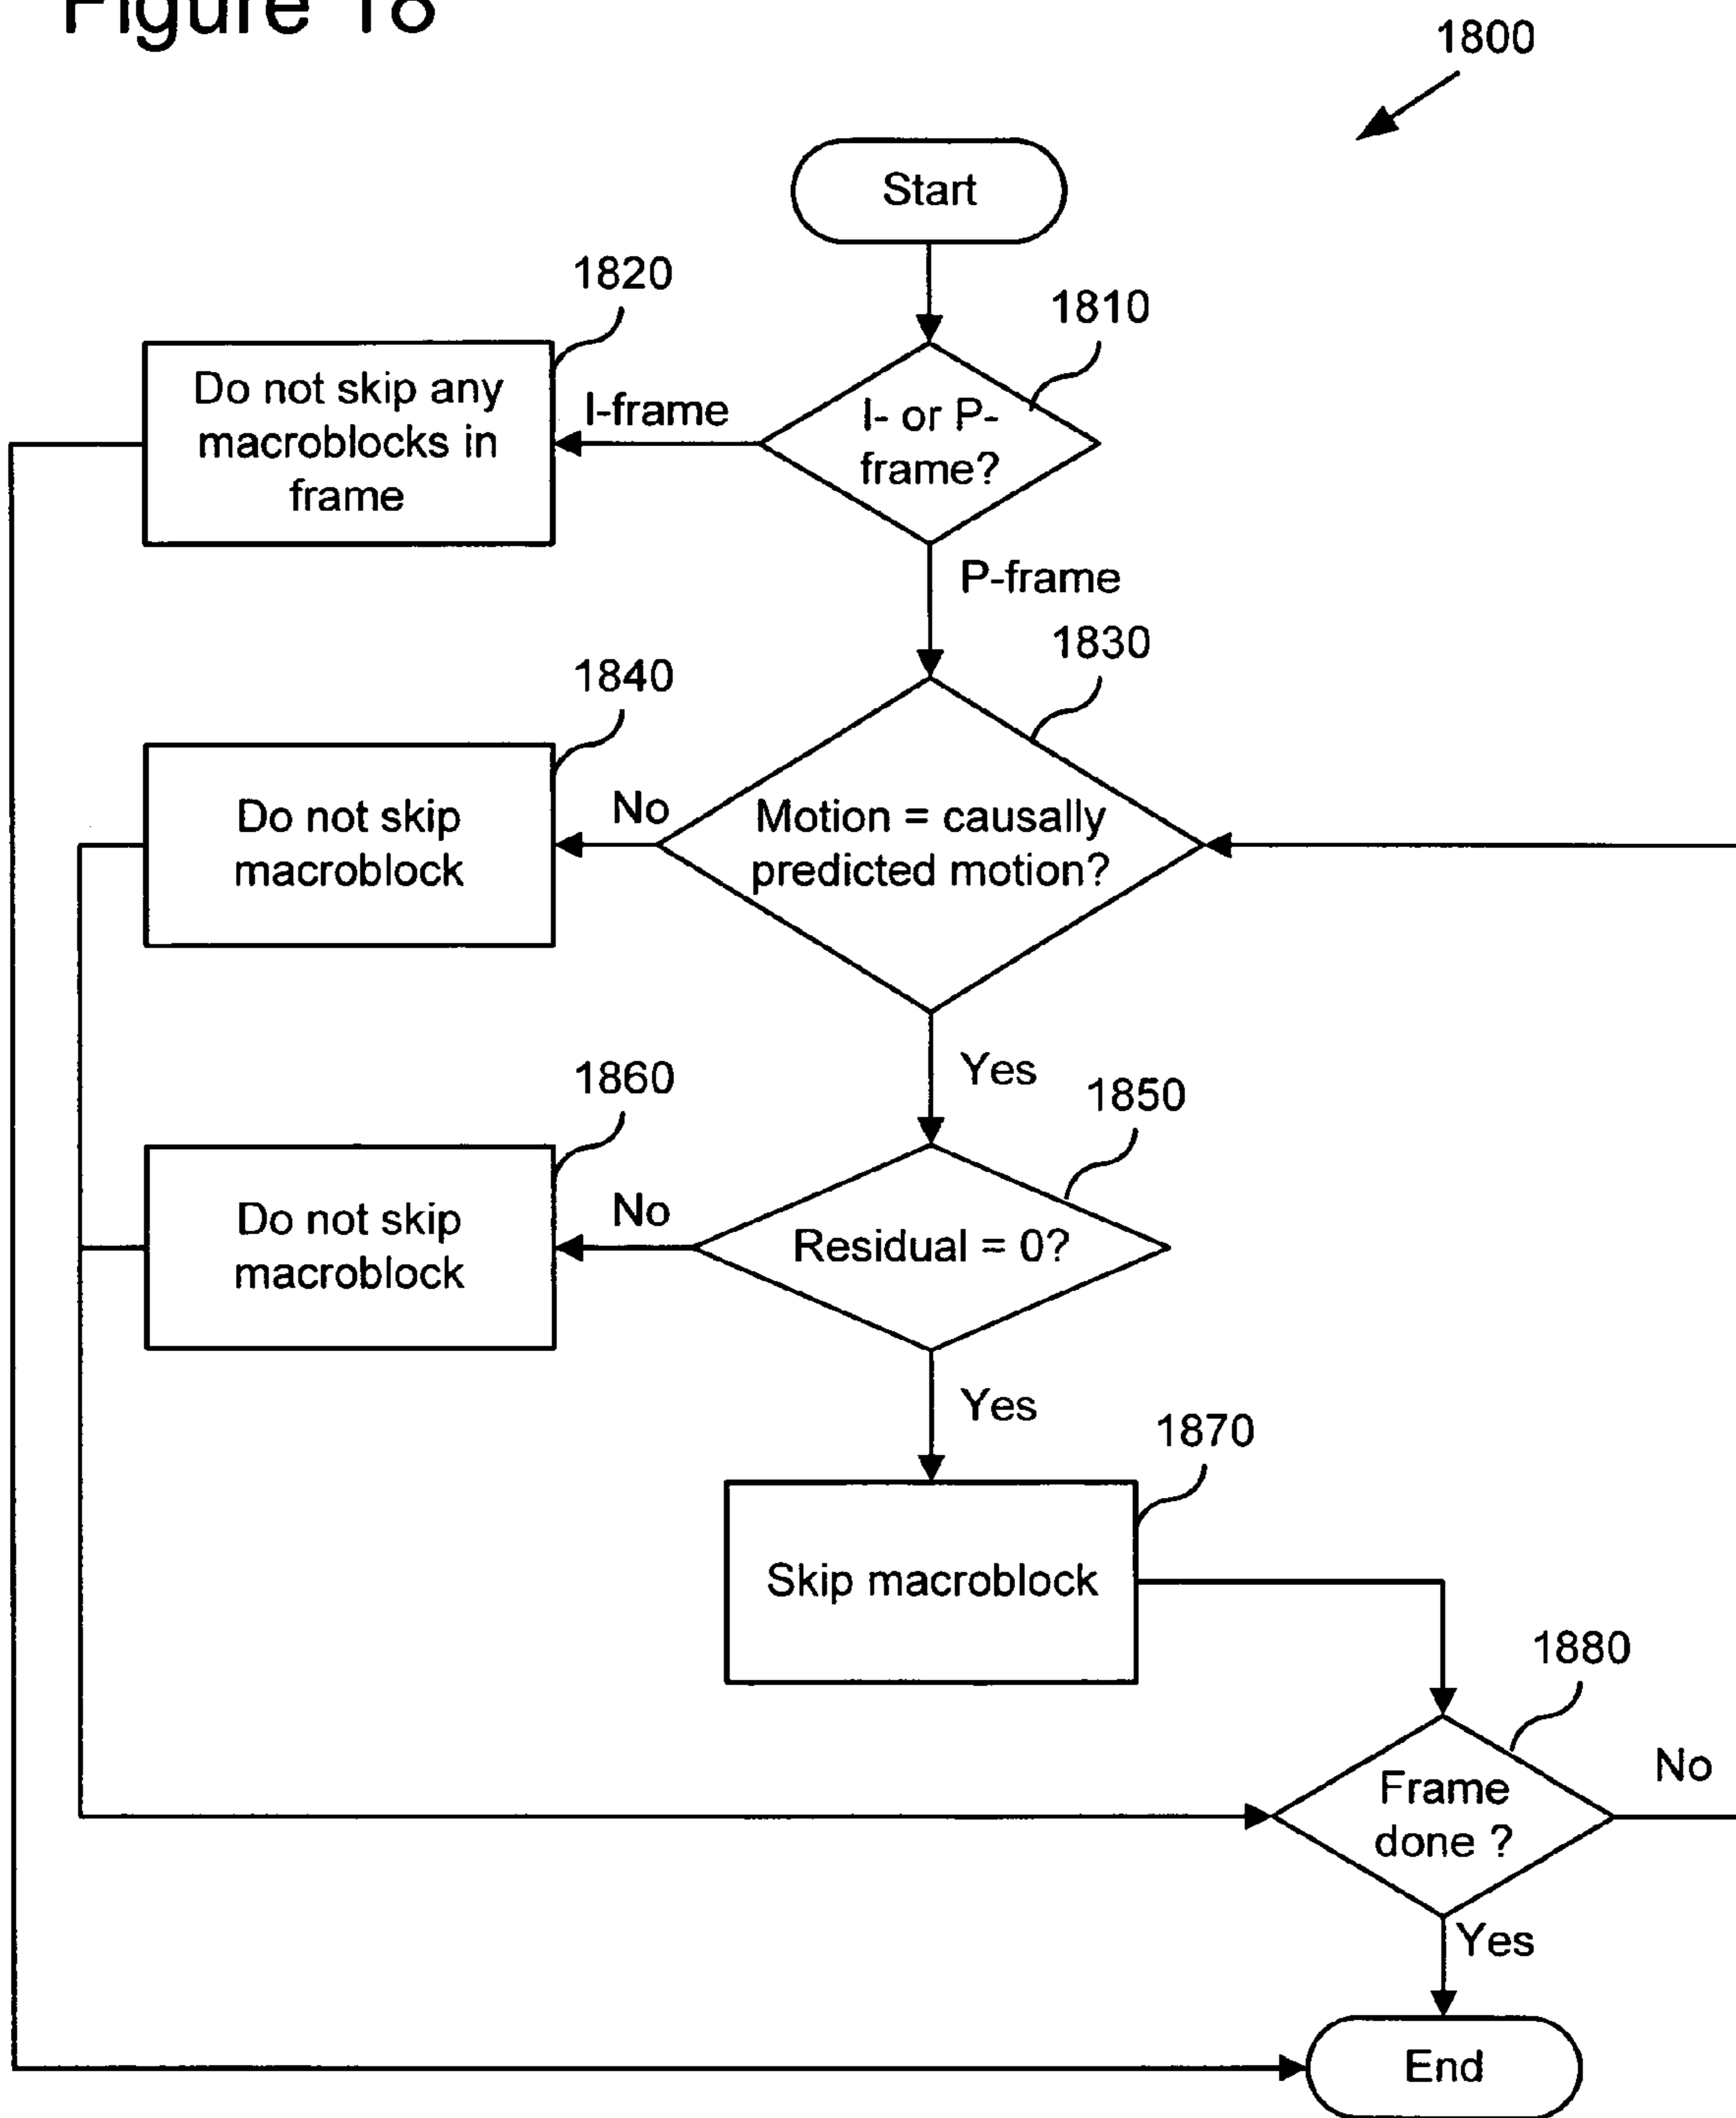 Figure 18
1800
Start
1820
1810
Do not skip any
macroblocks in
frame
I-frame
I- or P-
frame?
P-frame
1830
1840
Do not skip
macroblock
No
Motion = causally
predicted motion?
Yes
1860
1850
Do not skip
macroblock
No
Residual = 0?
Yes
1870
Skip macroblock
1880
Frame
done ?
No
Yes
End